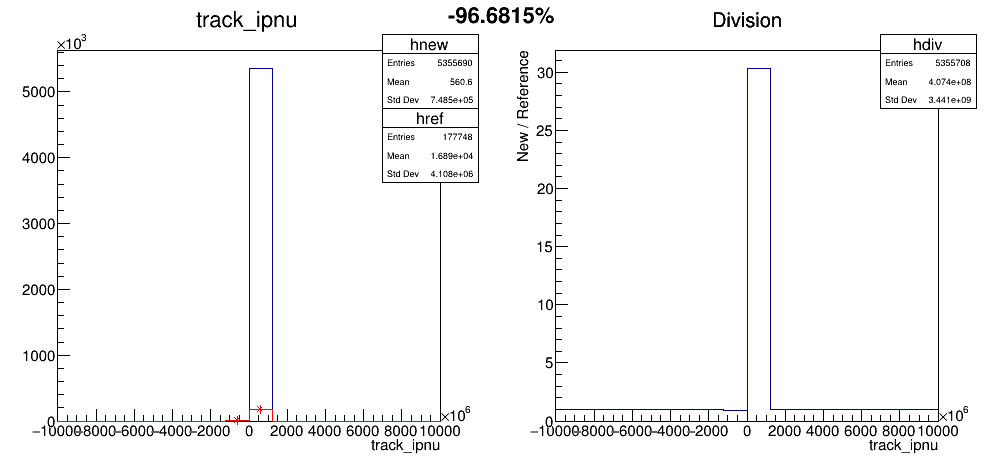 track_ipnu
-96.6815%
Division
×10³
hnew
Entries 5355690
Mean 560.6
Std Dev 7.485e+05
href
Entries 177748
Mean 1.689e+04
Std Dev 4.108e+06
5000
4000
3000
2000
1000
0
−10000 −8000 −6000 −4000 −2000 0 2000 4000 6000 8000 10000
×10⁶
track_ipnu
hdiv
Entries 5355708
Mean 4.074e+08
Std Dev 3.441e+09
New / Reference
30
25
20
15
10
5
0
−10000 −8000 −6000 −4000 −2000 0 2000 4000 6000 8000 10000
×10⁶
track_ipnu